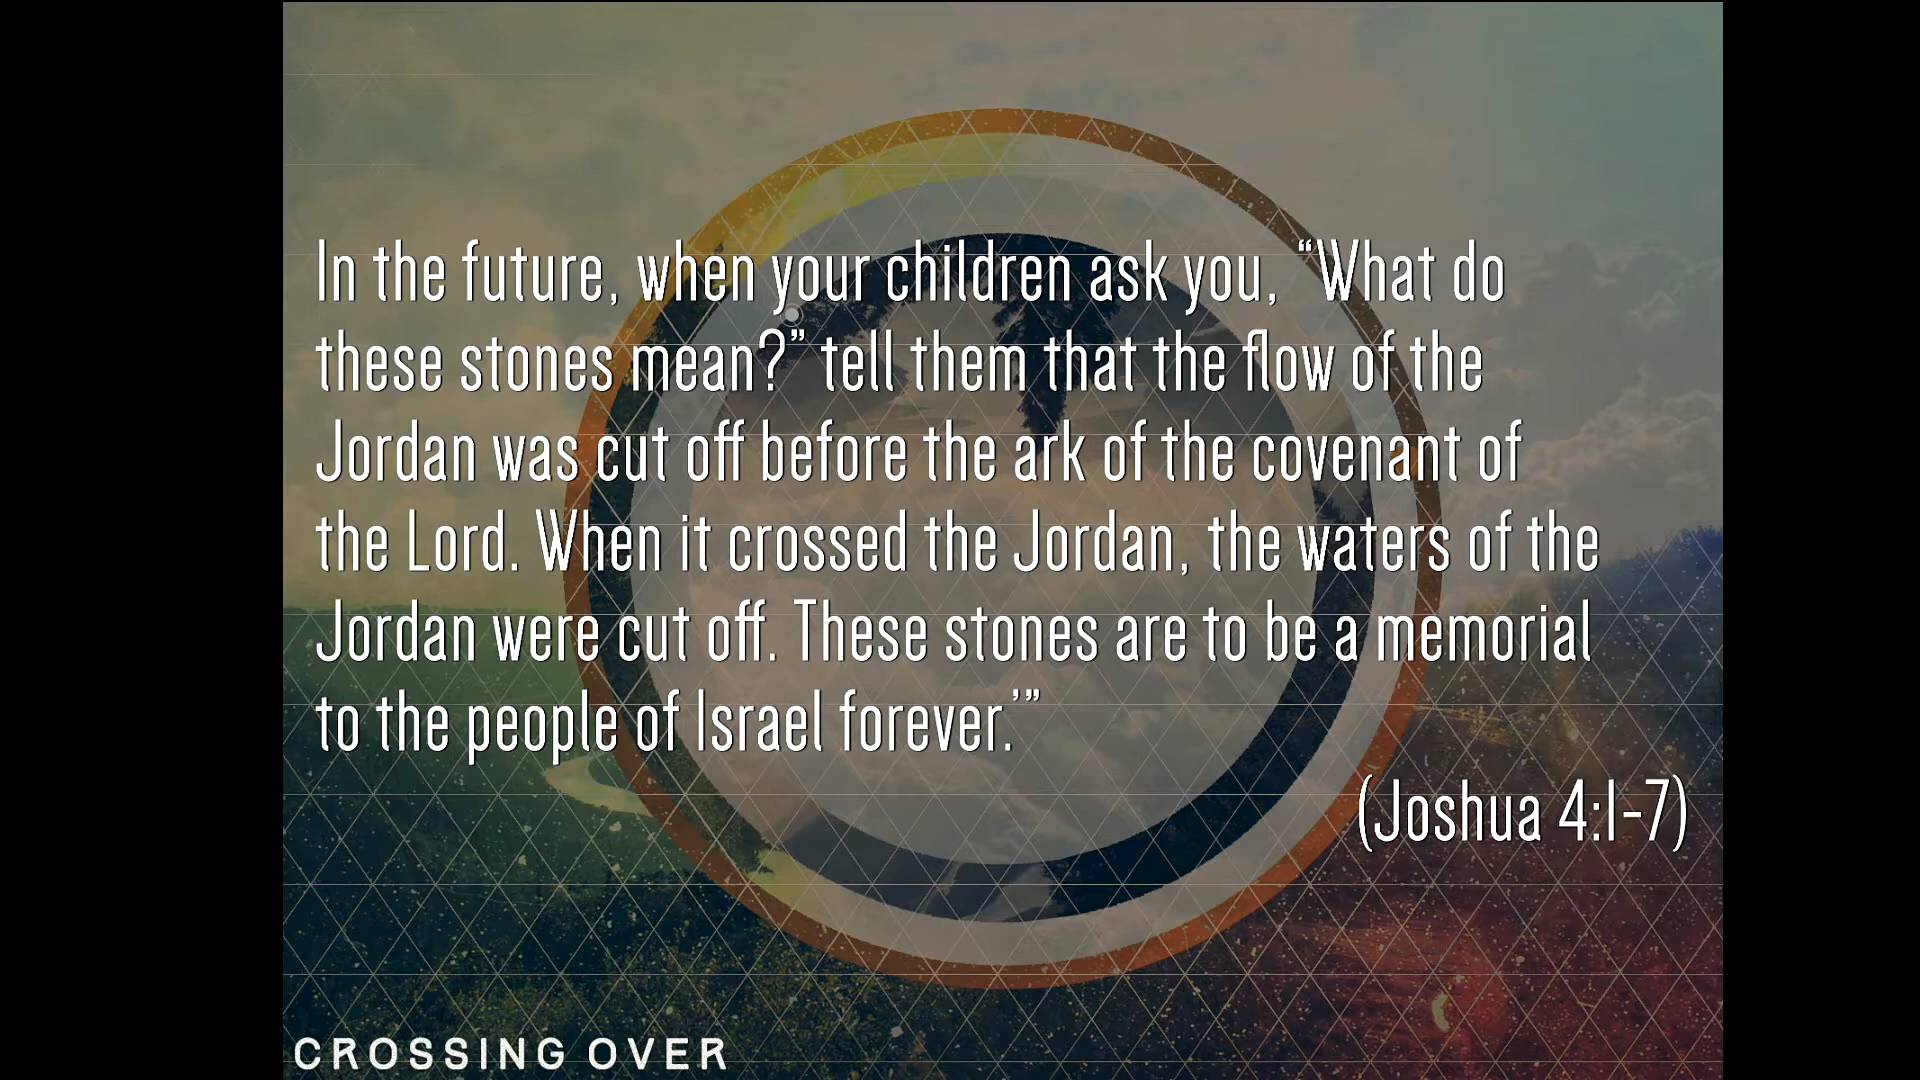 In the future, when your children ask you, “What do
these stones mean?” tell them that the flow of the
Jordan was cut off before the ark of the covenant of
the Lord. When it crossed the Jordan, the waters of the
Jordan were cut off. These stones are to be a memorial
to the people of Israel forever.’”
(Joshua 4:1-7)
CROSSING OVER